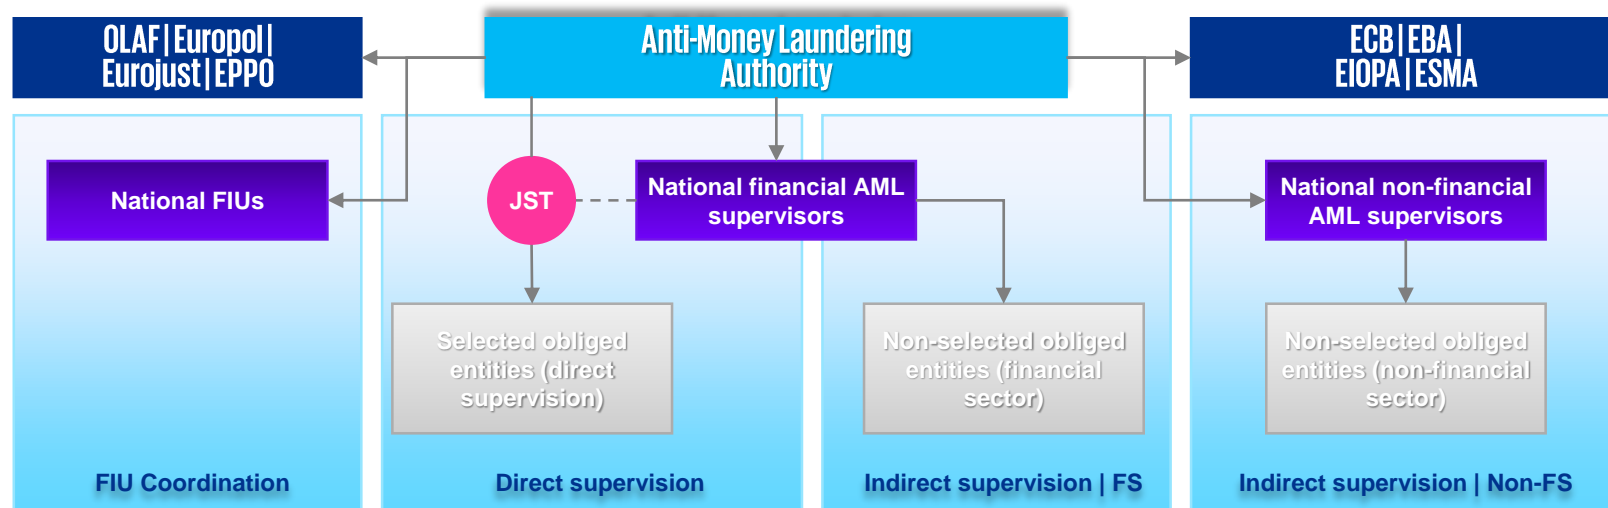 OLAF|Europol|
Eurojust|EPPO
Anti-Money Laundering
Authority
ECB|EBA|
EIOPA|ESMA
National FIUs
JST
National financial AML
supervisors
National non-financial
AML supervisors
Selected obliged
entities (direct
supervision)
Non-selected obliged
entities (financial
sector)
Non-selected obliged
entities (non-financial
sector)
FIU Coordination
Direct supervision
Indirect supervision | FS
Indirect supervision | Non-FS